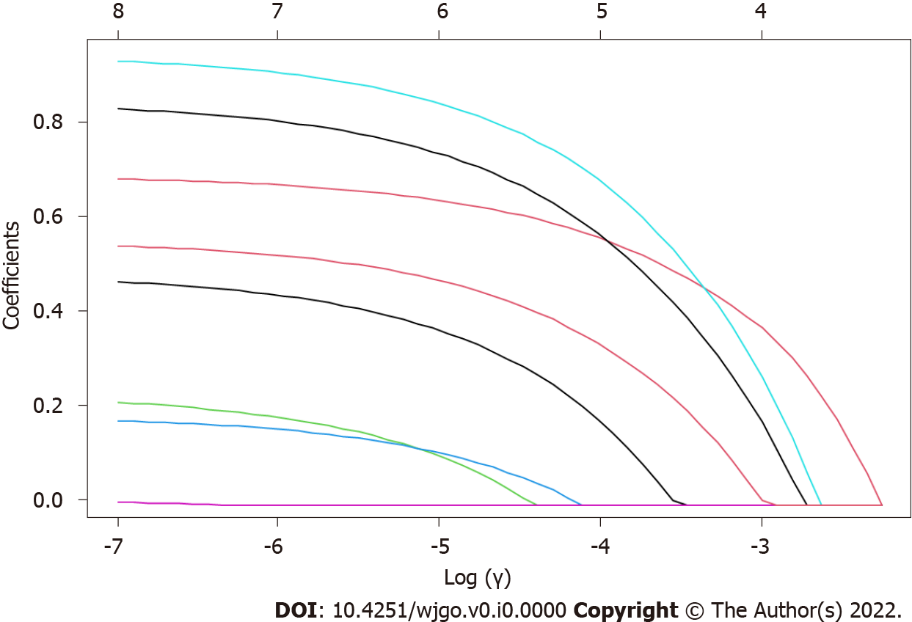 8 7 6 5 4
0.8
0.6
0.4
0.2
0.0
Coefficients
-7 -6 -5 -4 -3
Log (γ)
DOI: 10.4251/wjgo.v0.i0.0000 Copyright © The Author(s) 2022.